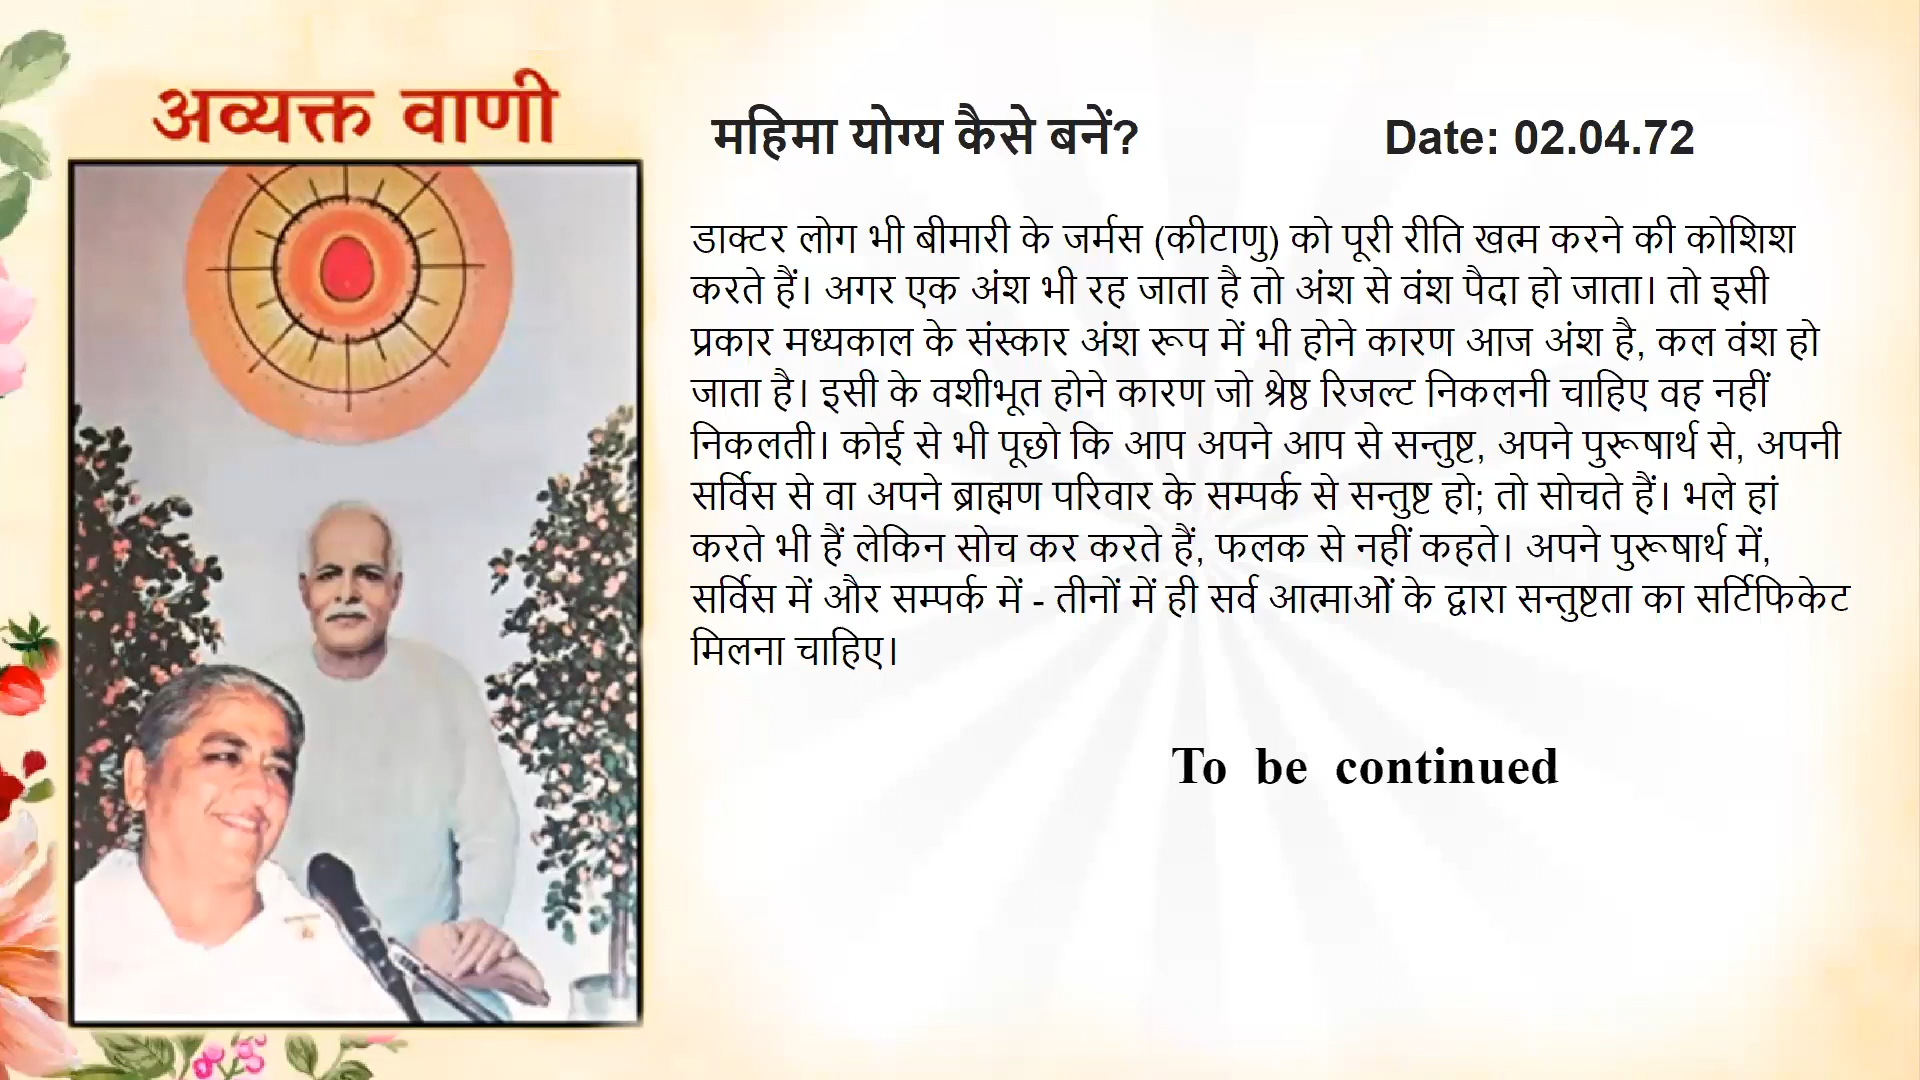 अव्यक्त वाणी
महिमा योग्य कैसे बनें? Date: 02.04.72
डाक्टर लोग भी बीमारी के जर्मस (कीटाणु) को पूरी रीति खत्म करने की कोशिश
करते हैं। अगर एक अंश भी रह जाता है तो अंश से वंश पैदा हो जाता। तो इसी
प्रकार मध्यकाल के संस्कार अंश रूप में भी होने कारण आज अंश है, कल वंश हो
जाता है। इसी के वशीभूत होने कारण जो श्रेष्ठ रिजल्ट निकलनी चाहिए वह नहीं
निकलती। कोई से भी पूछो कि आप अपने आप से सन्तुष्ट, अपने पुरूषार्थ से, अपनी
सर्विस से वा अपने ब्राह्मण परिवार के सम्पर्क से सन्तुष्ट हो; तो सोचते हैं। भले हां
करते भी हैं लेकिन सोच कर करते हैं, फलक से नहीं कहते। अपने पुरूषार्थ में,
सर्विस में और सम्पर्क में - तीनों में ही सर्व आत्माओें के द्वारा सन्तुष्टता का सर्टिफिकेट
मिलना चाहिए।
To be continued